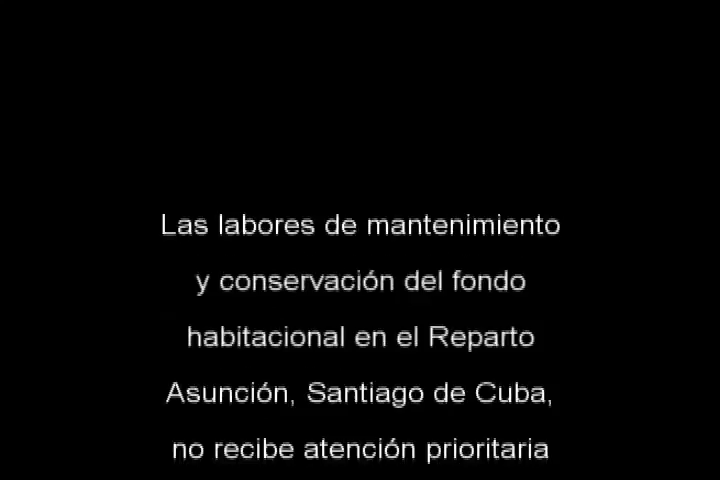 Las labores de mantenimiento
y conservación del fondo
habitacional en el Reparto
Asunción, Santiago de Cuba,
no recibe atención prioritaria